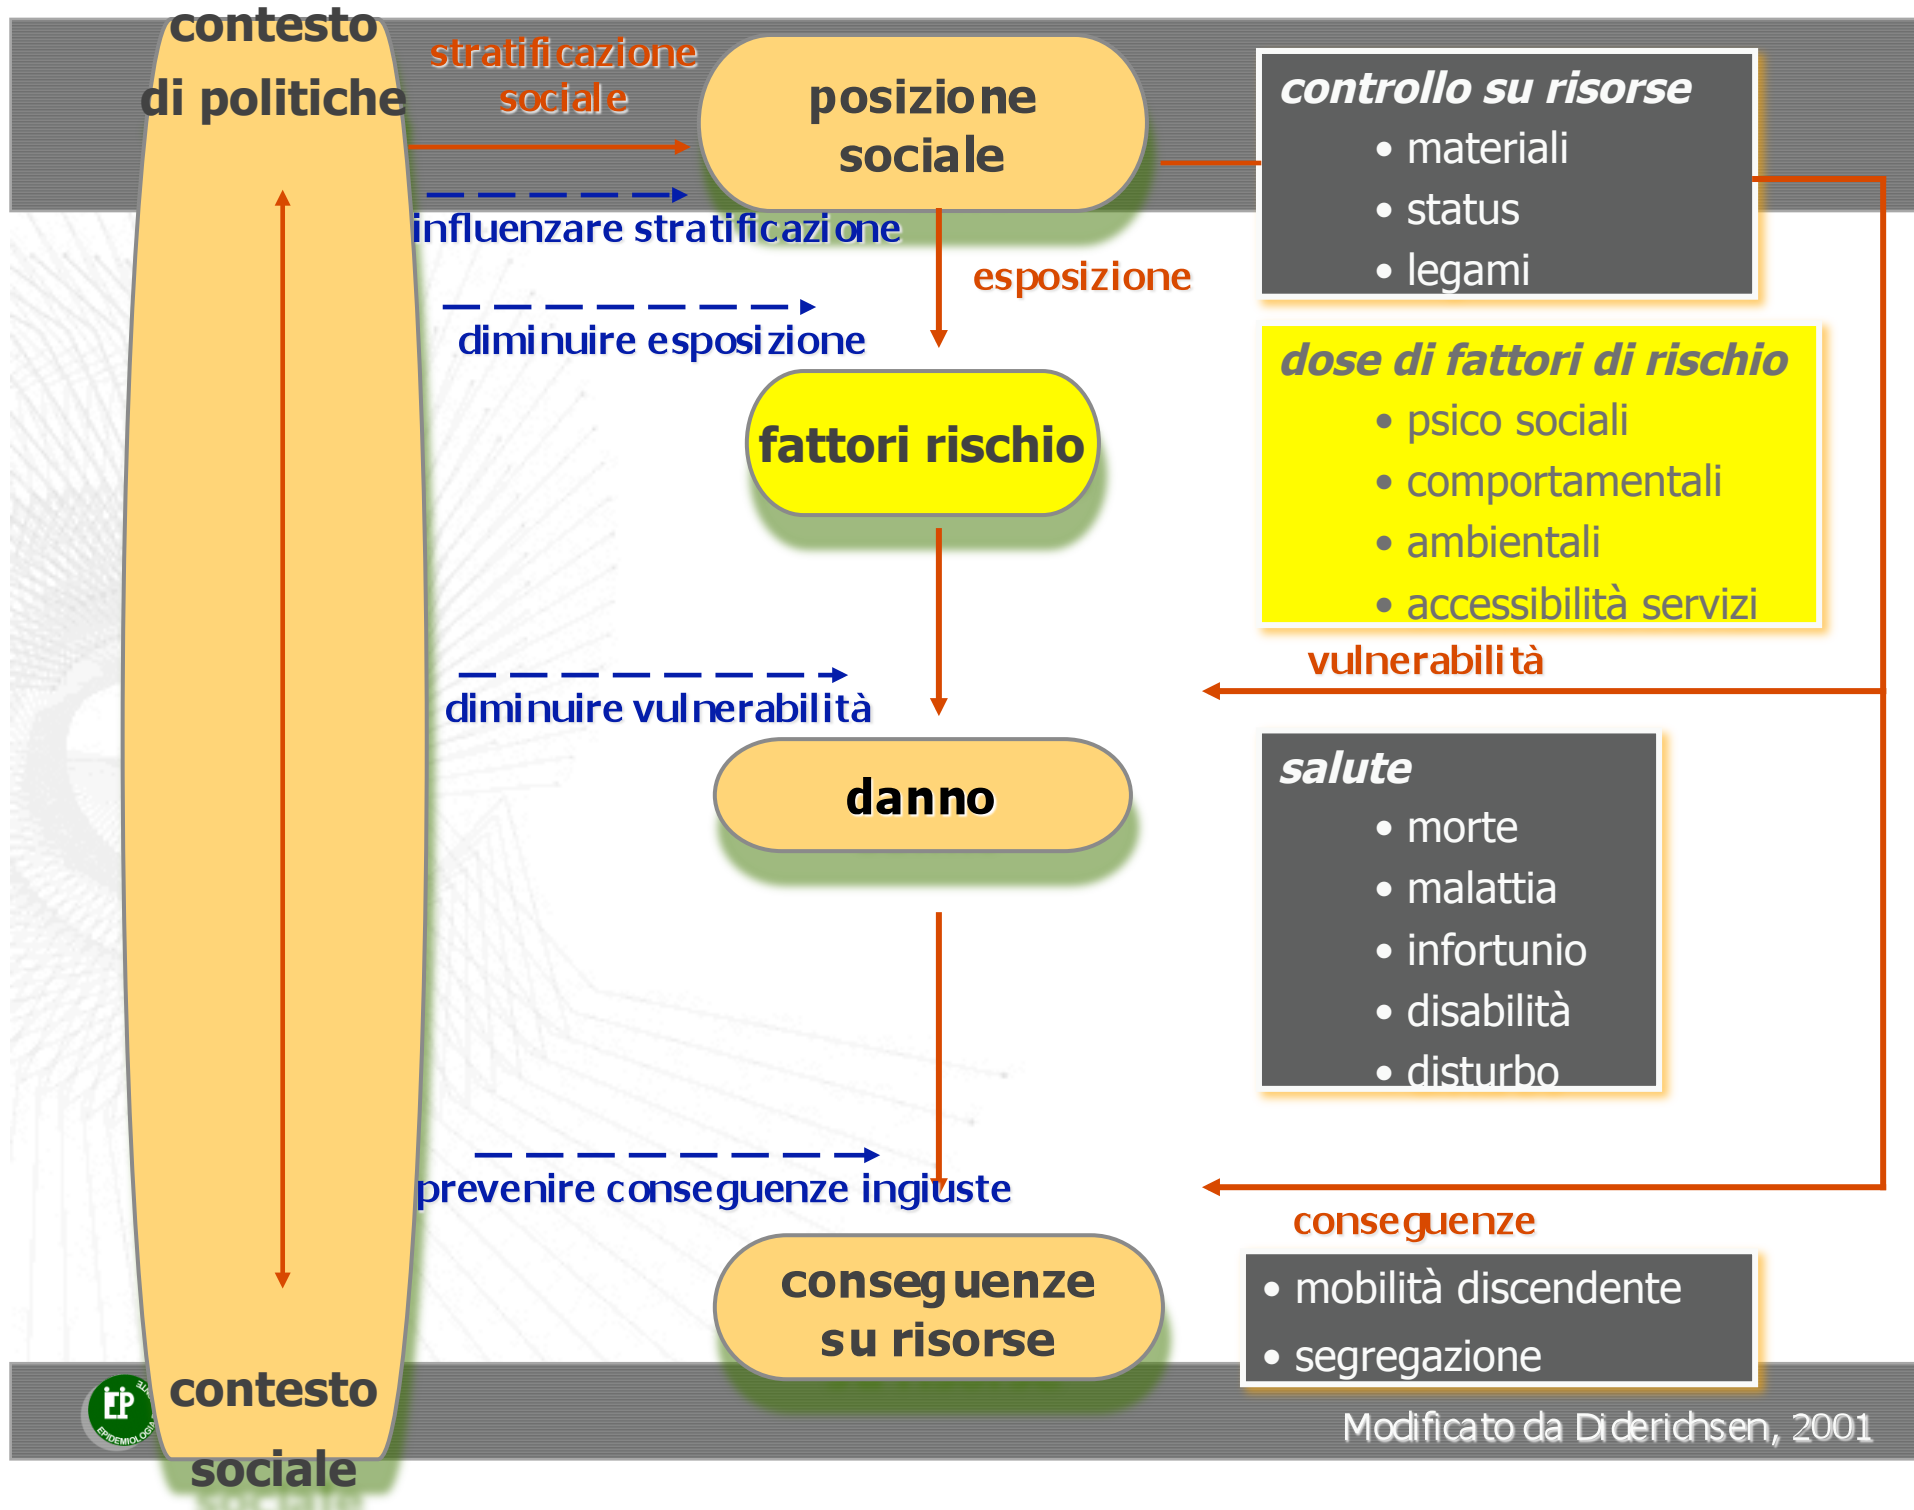 contesto
di politiche
stratificazione
sociale
posizione
sociale
influenzare stratificazione
esposizione
diminuire esposizione
fattori rischio
diminuire vulnerabilità
danno
prevenire conseguenze ingiuste
conseguenze
su risorse
contesto
sociale
controllo su risorse
• materiali
• status
• legami
dose di fattori di rischio
• psico sociali
• comportamentali
• ambientali
• accessibilità servizi
vulnerabilità
salute
• morte
• malattia
• infortunio
• disabilità
• disturbo
conseguenze
• mobilità discendente
• segregazione
EPIDEMIOLOGIA
Modificato da Diderichsen, 2001